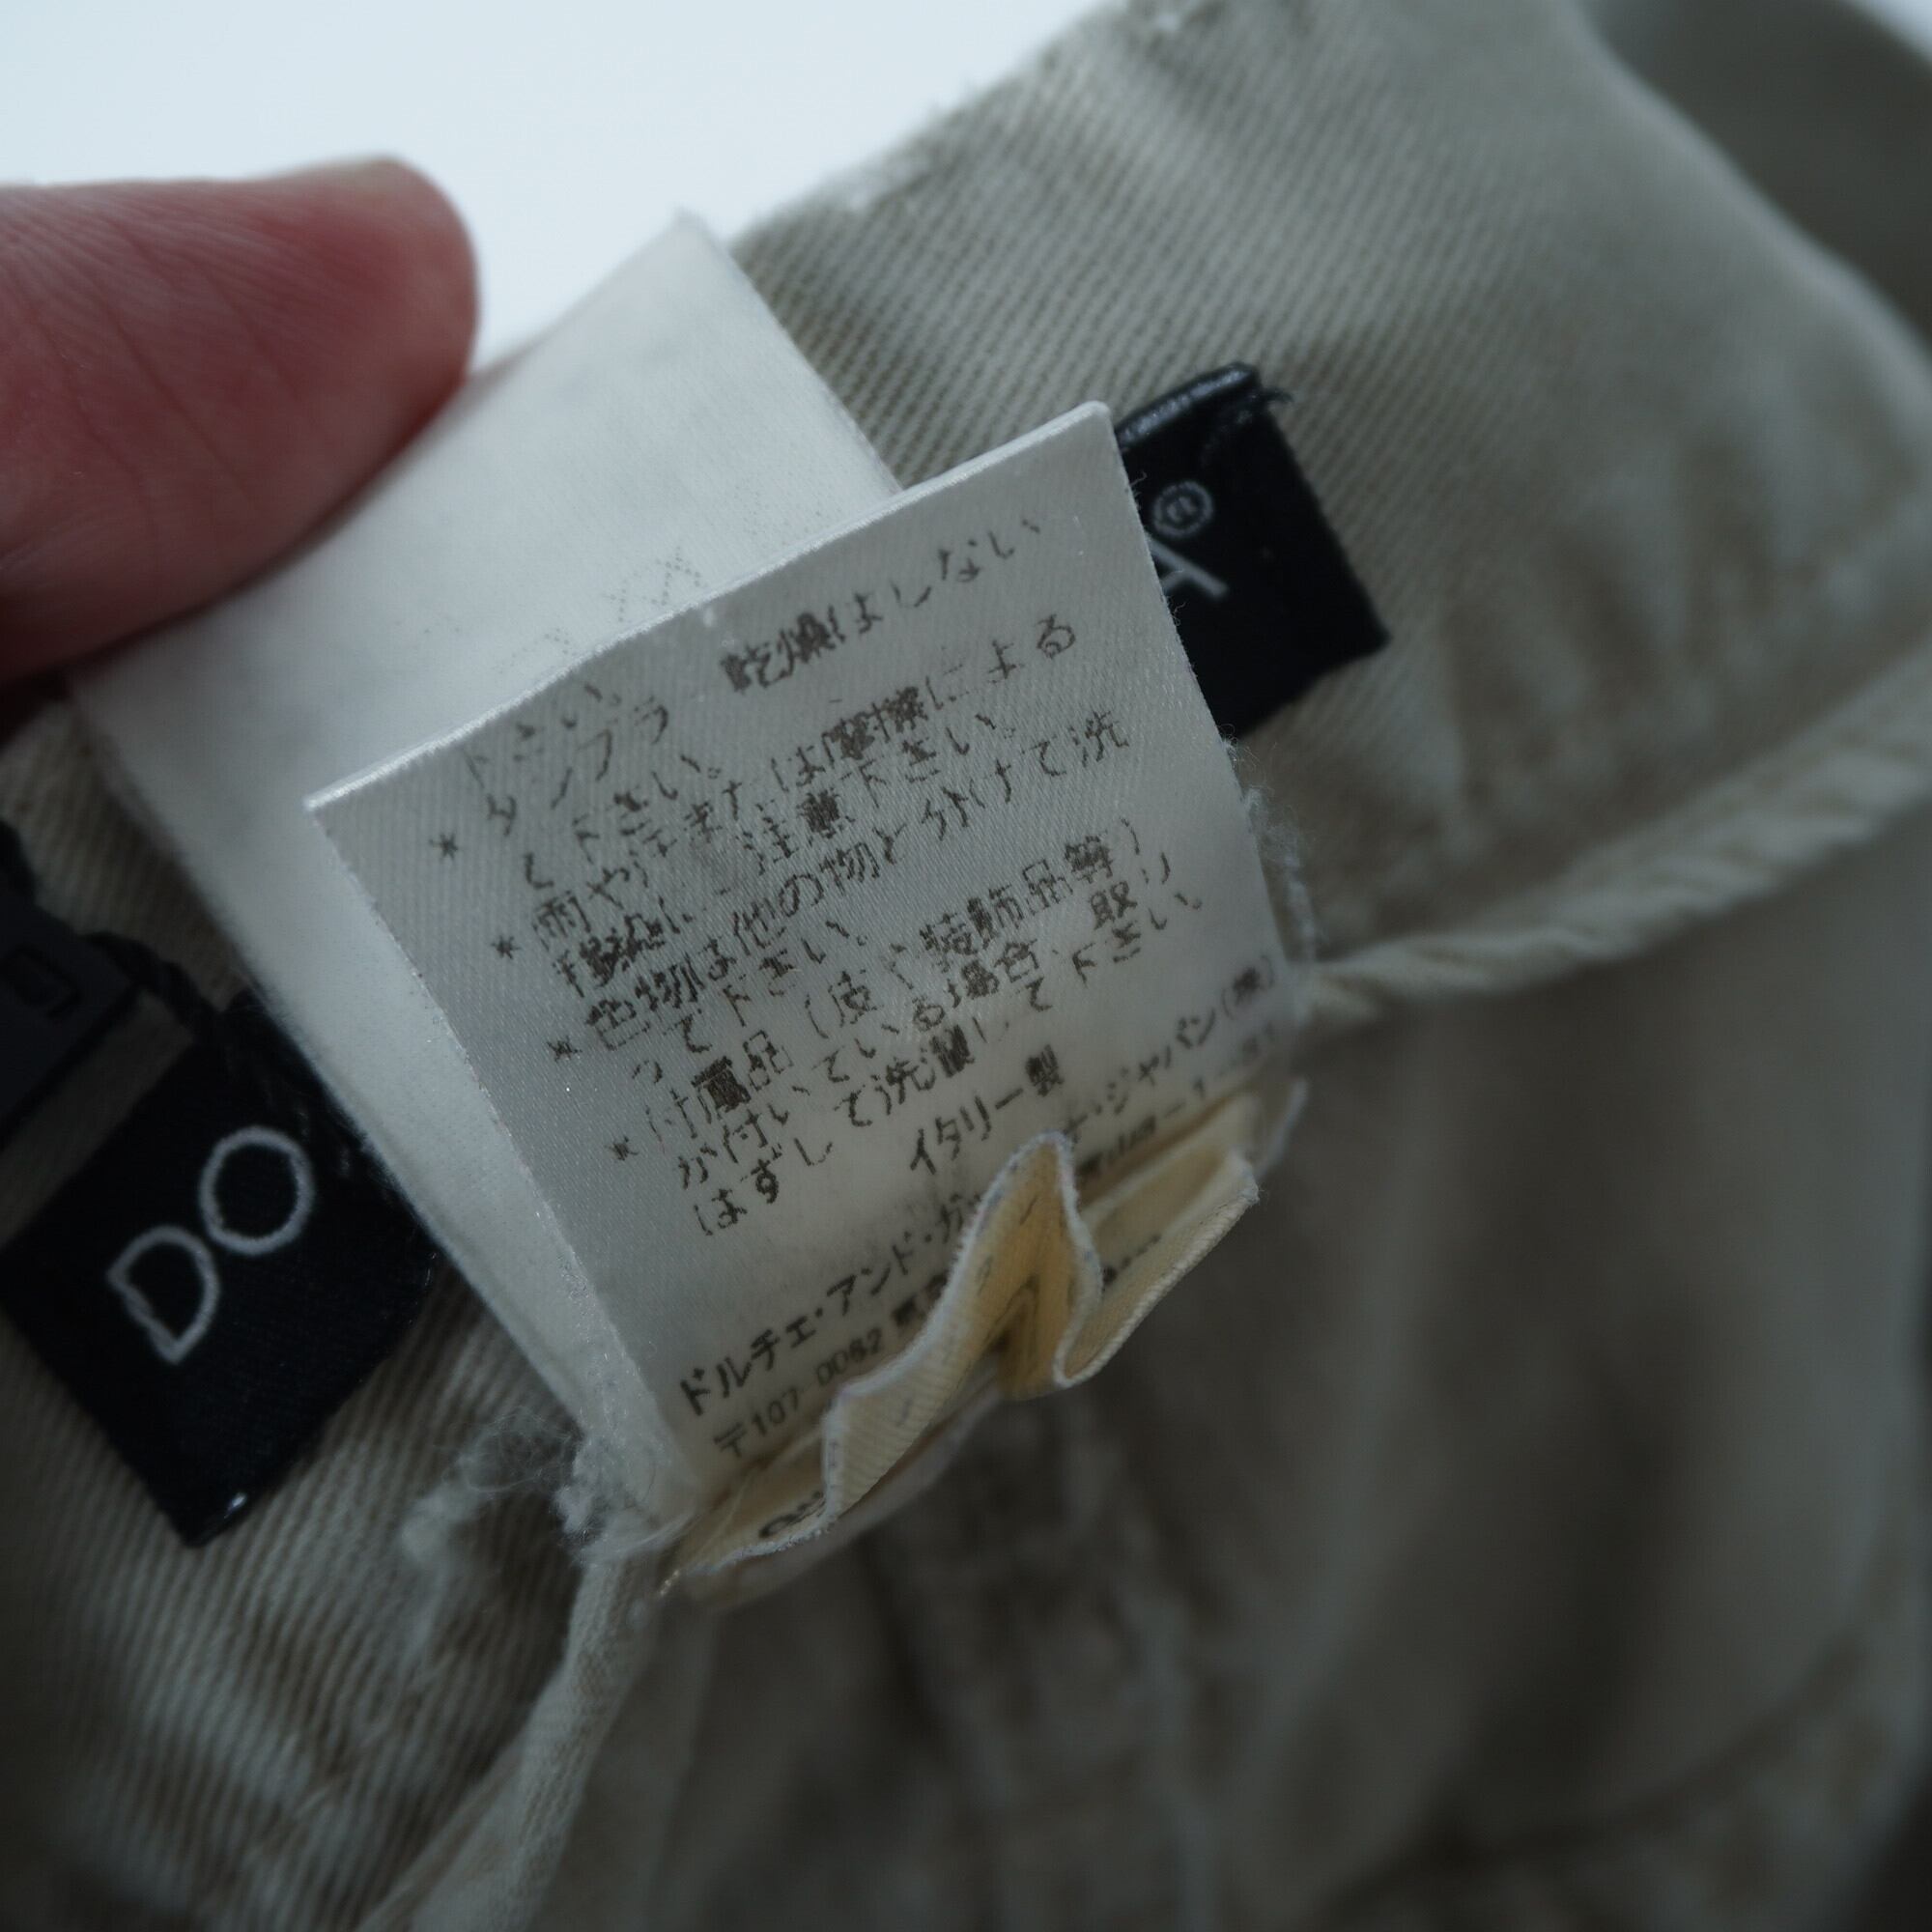 下さい。
* タンブラー乾燥はしない
で下さい。
* 雨や汗または摩擦による
移染にご注意下さい。
* 色物は他の物と分けて洗
って下さい。
* 付属品(皮や装飾品等)
が付いている場合、取り
はずして洗濯して下さい。
イタリー製
ドルチェ・アンド・ガッ ナ・ジャパン(株)
〒107-0062
DO
A®